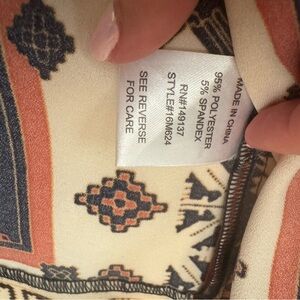 MADE IN CHINA
95% POLYESTER
5% SPANDEX
RN#149137
STYLE#16M624
SEE REVERSE
FOR CARE